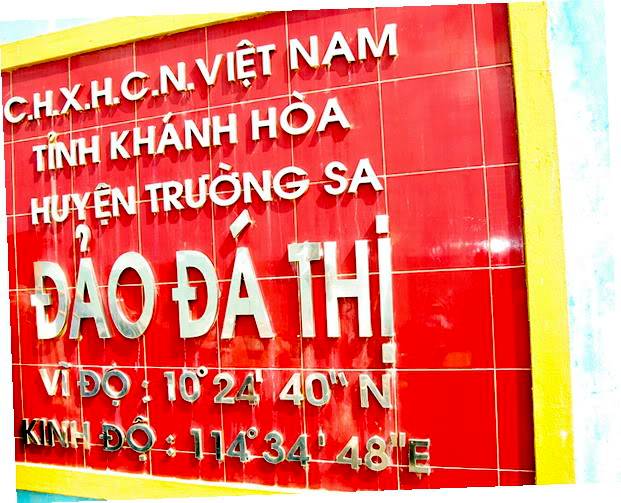 C.H.X.H.C.N.VIỆT NAM
TỈNH KHÁNH HÒA
HUYỆN TRƯỜNG SA
ĐẢO ĐÁ THỊ
VĨ ĐỘ : 10° 24' 40" N
KINH ĐỘ : 114° 34' 48" E